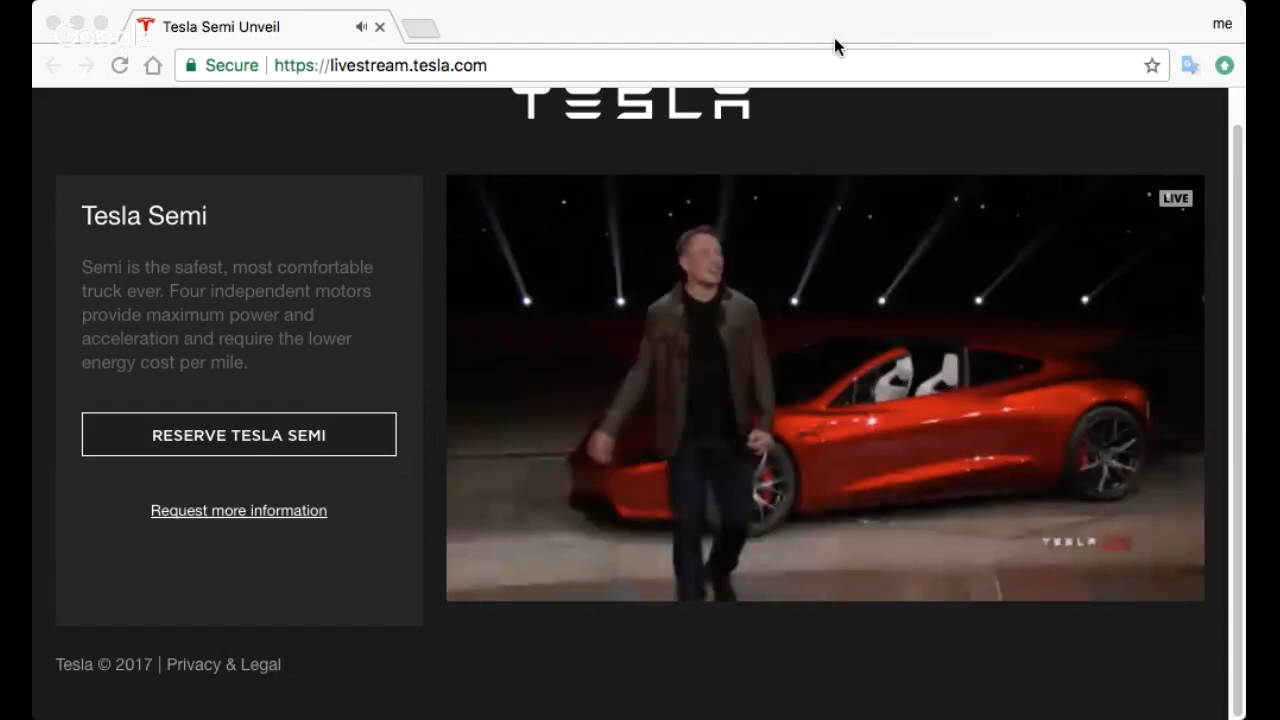 Tesla Semi Unveil
me
Google
Secure | https://livestream.tesla.com
TESLA
Tesla Semi
Semi is the safest, most comfortable
truck ever. Four independent motors
provide maximum power and
acceleration and require the lower
energy cost per mile.
RESERVE TESLA SEMI
Request more information
LIVE
TESLA
Tesla © 2017 | Privacy & Legal